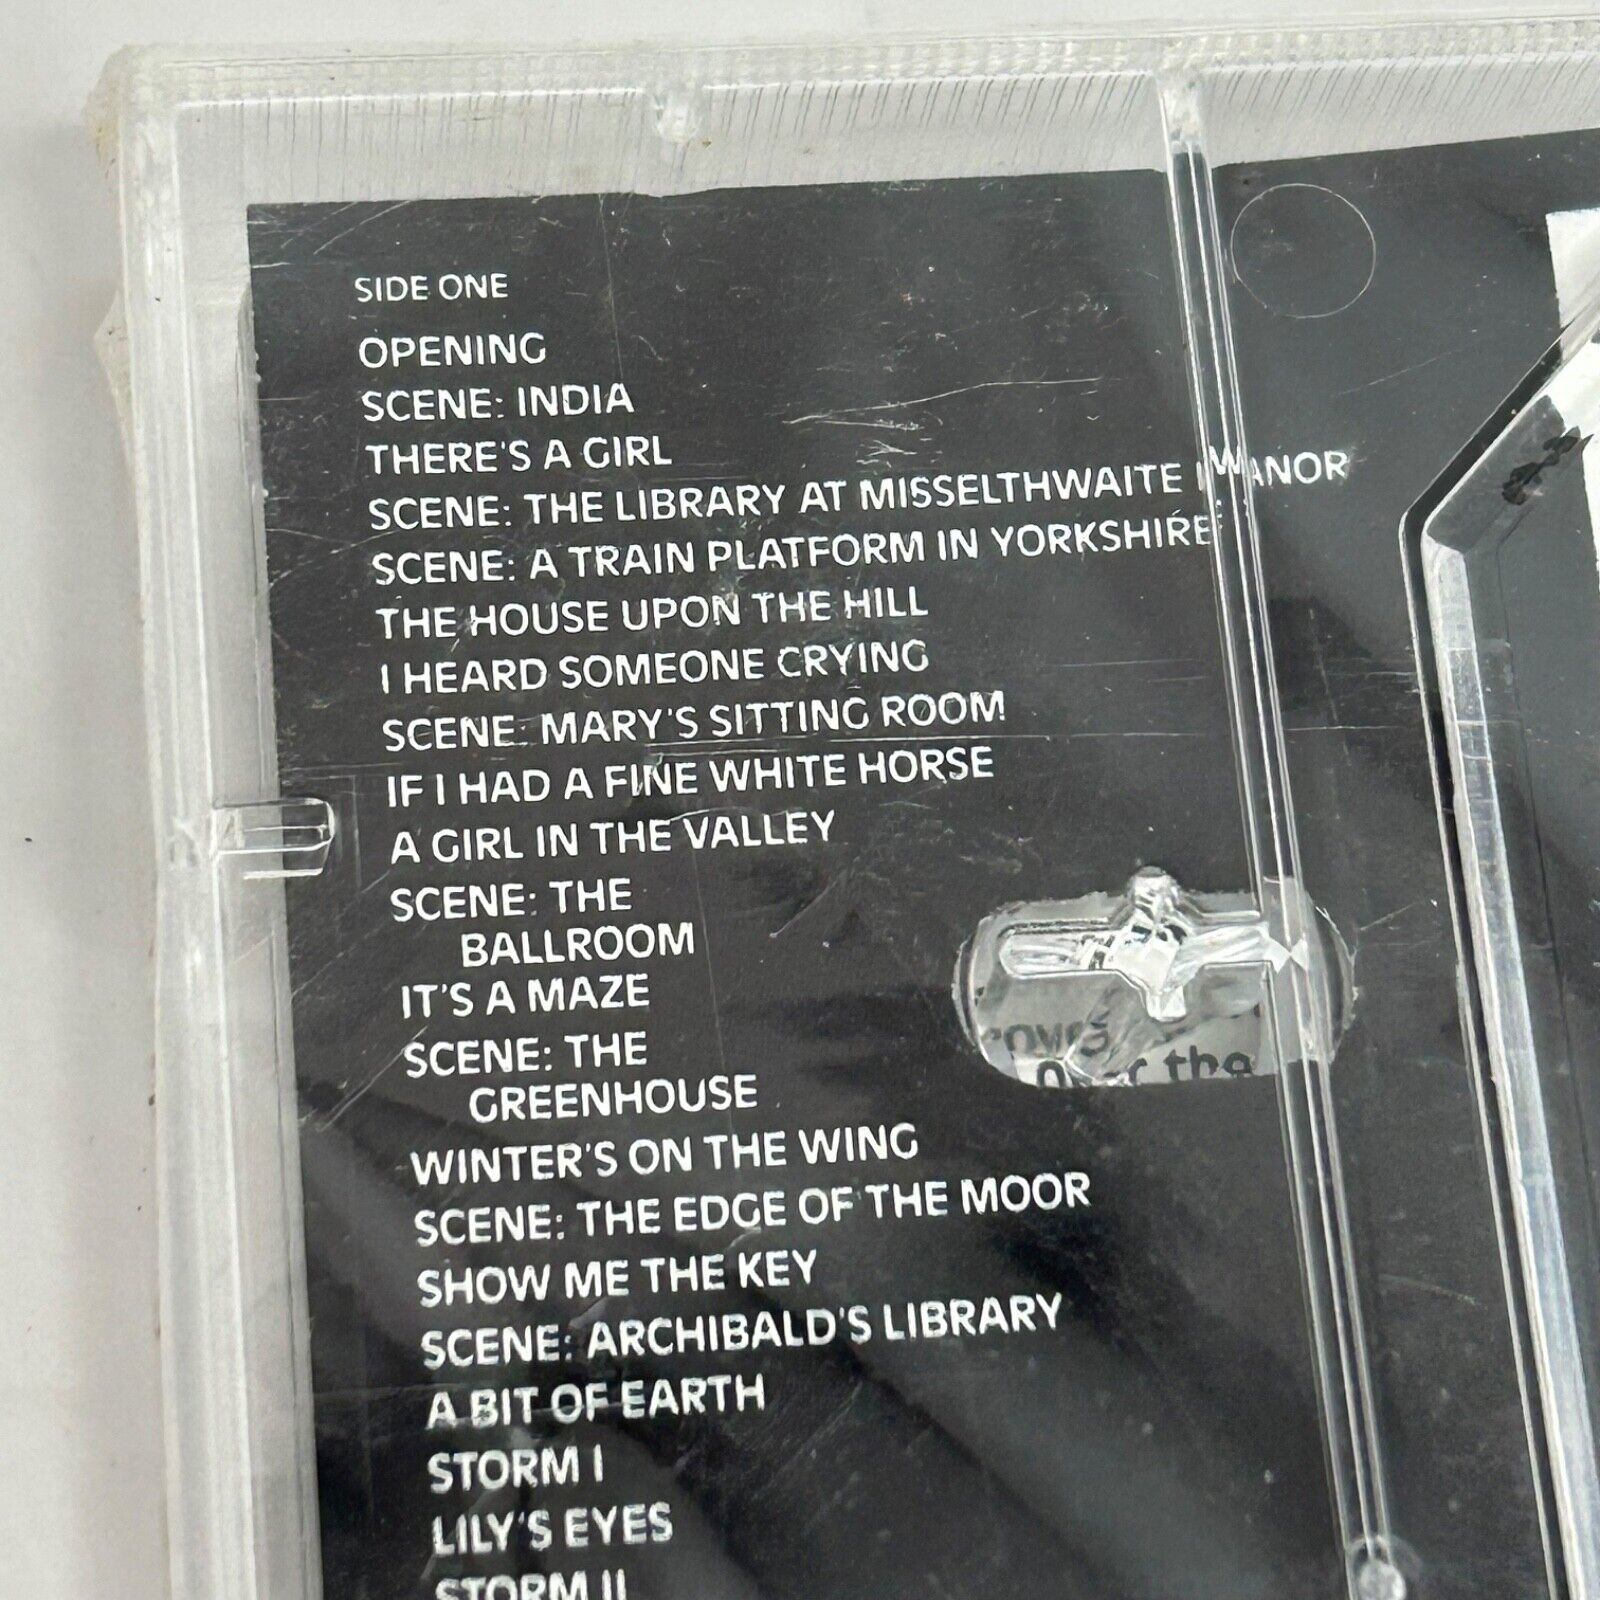 SIDE ONE
OPENING
SCENE: INDIA
THERE'S A GIRL
SCENE: THE LIBRARY AT MISSELTHWAITE MANOR
SCENE: A TRAIN PLATFORM IN YORKSHIRE
THE HOUSE UPON THE HILL
I HEARD SOMEONE CRYING
SCENE: MARY'S SITTING ROOM
IF I HAD A FINE WHITE HORSE
A GIRL IN THE VALLEY
SCENE: THE
BALLROOM
IT'S A MAZE
SCENE: THE
GREENHOUSE
WINTER'S ON THE WING
SCENE: THE EDGE OF THE MOOR
SHOW ME THE KEY
SCENE: ARCHIBALD'S LIBRARY
A BIT OF EARTH
STORM I
LILY'S EYES
STORM II
the